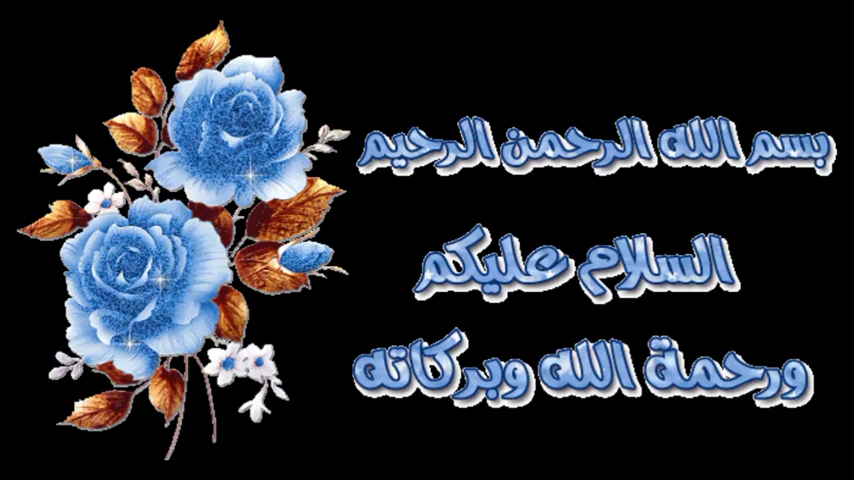 بسم الله الرحمن الرحيم
السلام عليكم
ورحمة الله وبركاته